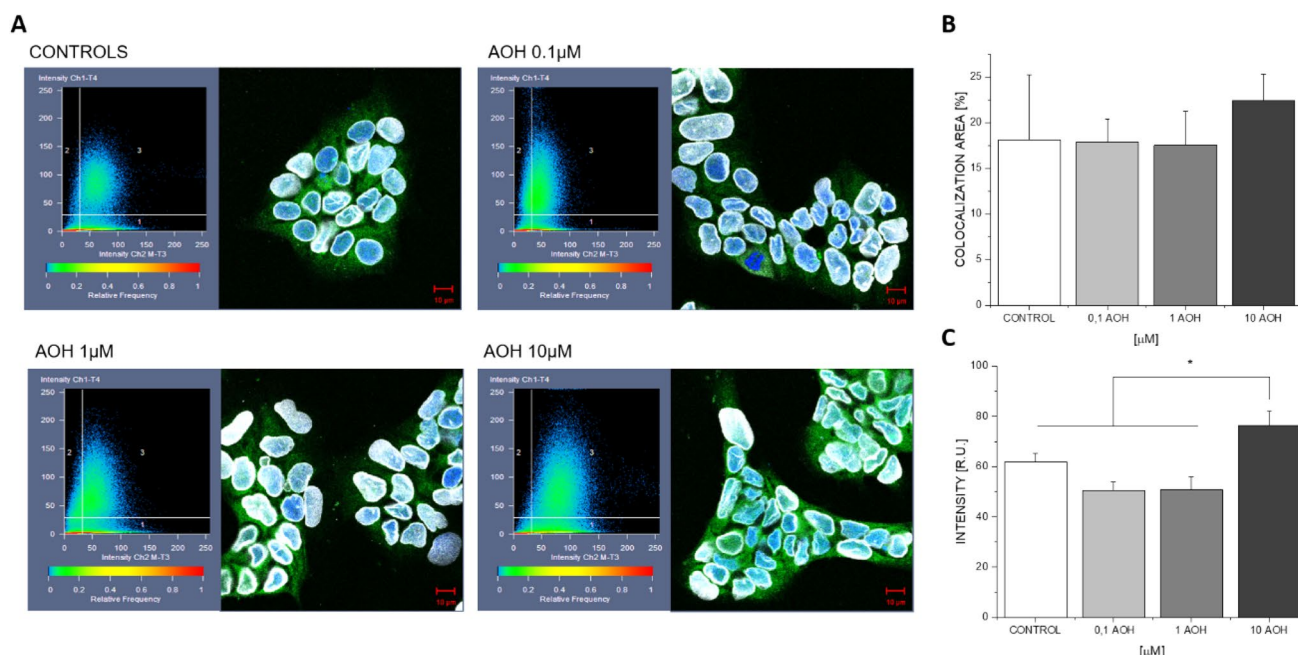 A
CONTROLS
Intensity Ch1-T4
250
200
150
100
50
0
2
3
1
0 50 100 150 200 250
Intensity Ch2 M-T3
0 0.2 0.4 0.6 0.8 1
Relative Frequency
10 µm
AOH 0.1µM
Intensity Ch1-T4
250
200
150
100
50
0
2
3
1
0 50 100 150 200 250
Intensity Ch2 M-T3
0 0.2 0.4 0.6 0.8 1
Relative Frequency
10 µm
AOH 1µM
Intensity Ch1-T4
250
200
150
100
50
0
2
3
1
0 50 100 150 200 250
Intensity Ch2 M-T3
0 0.2 0.4 0.6 0.8 1
Relative Frequency
10 µm
AOH 10µM
Intensity Ch1-T4
250
200
150
100
50
0
2
3
1
0 50 100 150 200 250
Intensity Ch2 M-T3
0 0.2 0.4 0.6 0.8 1
Relative Frequency
10 µm
B
COLOCALIZATION AREA [%]
25
20
15
10
5
0
CONTROL 0,1 AOH 1 AOH 10 AOH
[µM]
C
INTENSITY [R.U.]
100
80
60
40
20
0
*
CONTROL 0,1 AOH 1 AOH 10 AOH
[µM]